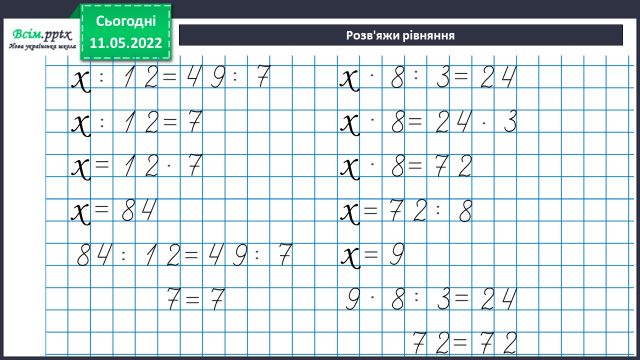 Всім.pptx
Нова українська школа
Сьогодні
11.05.2022
Розв'яжи рівняння
x : 12=49: 7
x : 12=7
x= 12· 7
x= 84
84: 12=49: 7
7=7
x · 8: 3=24
x · 8=24· 3
x · 8=72
x=72: 8
x=9
9· 8: 3=24
72=72